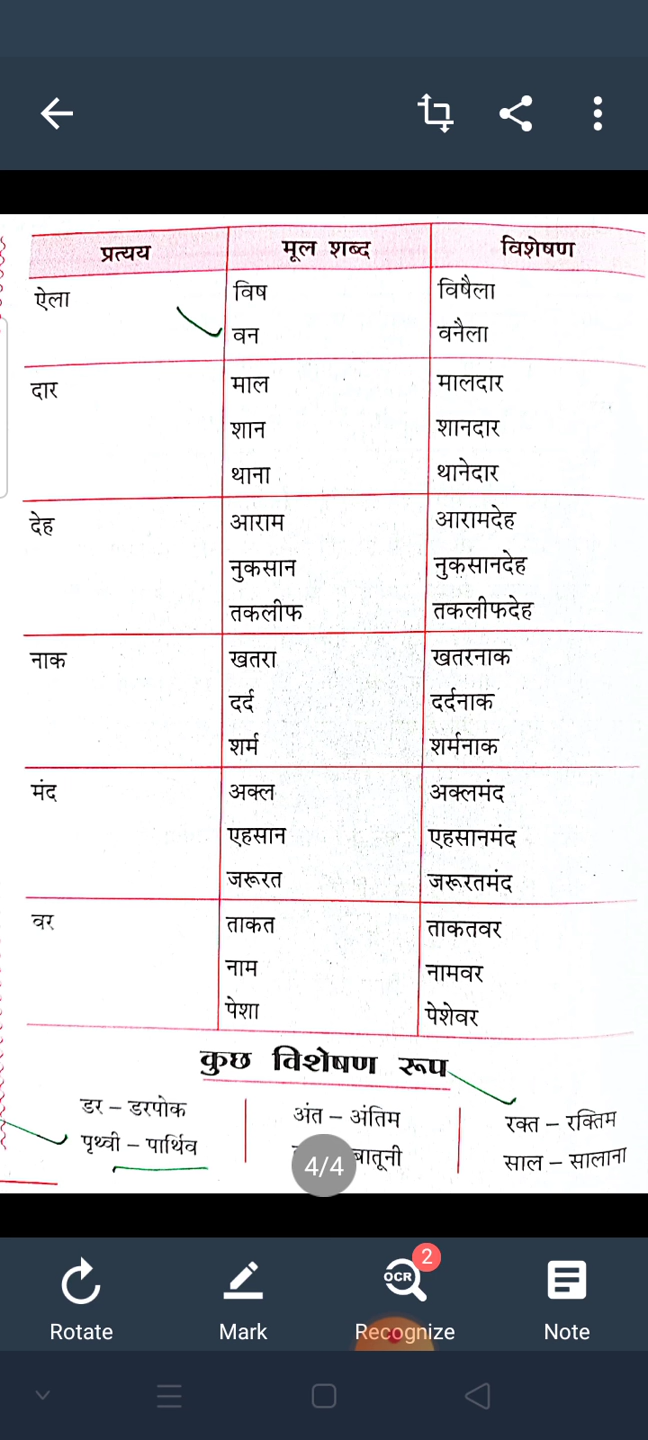 प्रत्यय मूल शब्द विशेषण
ऐला विष विषैला
वन वनैला
दार माल मालदार
शान शानदार
थाना थानेदार
देह आराम आरामदेह
नुकसान नुकसानदेह
तकलीफ तकलीफदेह
नाक खतरा खतरनाक
दर्द दर्दनाक
शर्म शर्मनाक
मंद अक्ल अक्लमंद
एहसान एहसानमंद
जरूरत जरूरतमंद
वर ताकत ताकतवर
नाम नामवर
पेशा पेशेवर
कुछ विशेषण रूप
डर – डरपोक अंत – अंतिम रक्त – रक्तिम
पृथ्वी – पार्थिव बातूनी साल – सालाना
4/4
2
OCR
Rotate Mark Recognize Note